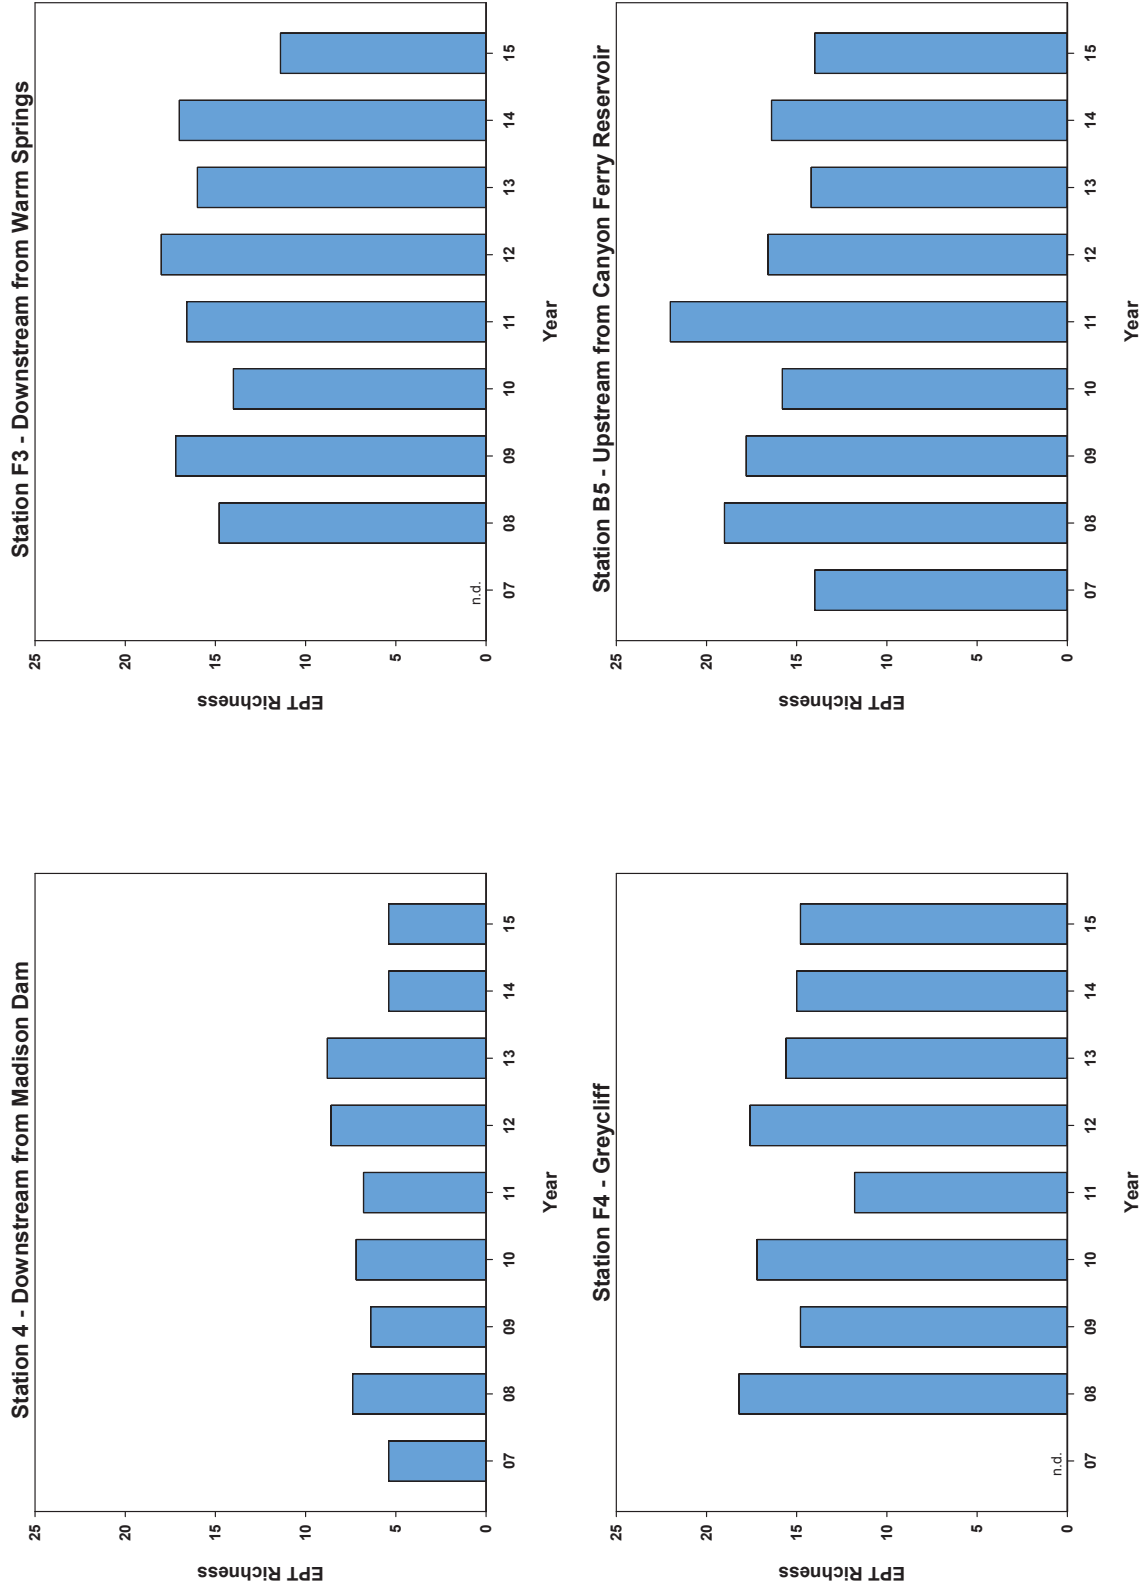 Station 4 - Downstream from Madison Dam
EPT Richness
25
20
15
10
5
0
07 08 09 10 11 12 13 14 15
Year
Station F3 - Downstream from Warm Springs
EPT Richness
25
20
15
10
5
0
n.d.
07 08 09 10 11 12 13 14 15
Year
Station F4 - Greycliff
EPT Richness
25
20
15
10
5
0
n.d.
07 08 09 10 11 12 13 14 15
Year
Station B5 - Upstream from Canyon Ferry Reservoir
EPT Richness
25
20
15
10
5
0
07 08 09 10 11 12 13 14 15
Year